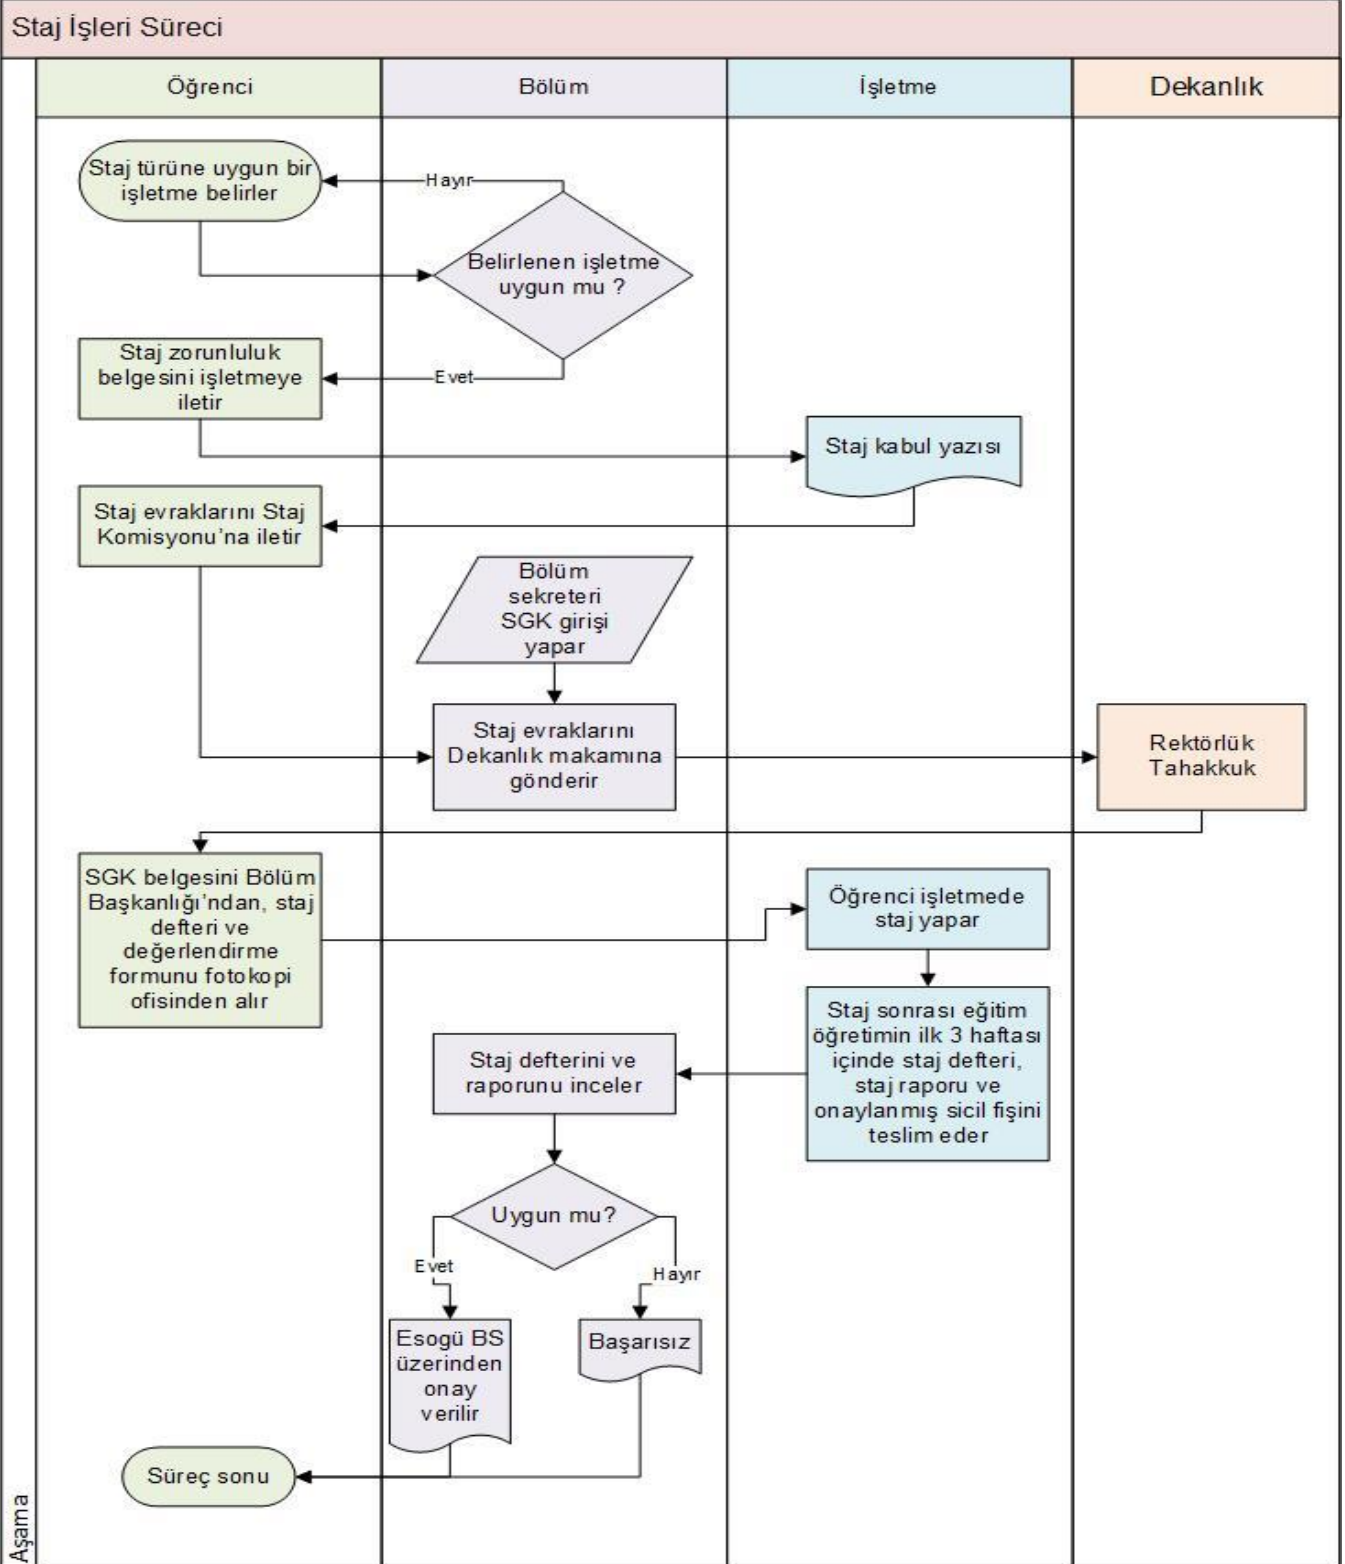 Staj İşleri Süreci
Öğrenci
Bölüm
İşletme
Dekanlık
Staj türüne uygun bir
işletme belirler
Hayır
Belirlenen işletme
uygun mu ?
Evet
Staj zorunluluk
belgesini işletmeye
iletir
Staj kabul yazısı
Staj evraklarını Staj
Komisyonu'na iletir
Bölüm
sekreteri
SGK girişi
yapar
Staj evraklarını
Dekanlık makamına
gönderir
Rektörlük
Tahakkuk
SGK belgesini Bölüm
Başkanlığı'ndan, staj
defteri ve
değerlendirme
formunu fotokopi
ofisinden alır
Öğrenci işletmede
staj yapar
Staj sonrası eğitim
öğretimin ilk 3 haftası
içinde staj defteri,
staj raporu ve
onaylanmış sicil fişini
teslim eder
Staj defterini ve
raporunu inceler
Uygun mu?
Evet
Hayır
Esogü BS
üzerinden
onay
verilir
Başarısız
Süreç sonu
Aşama